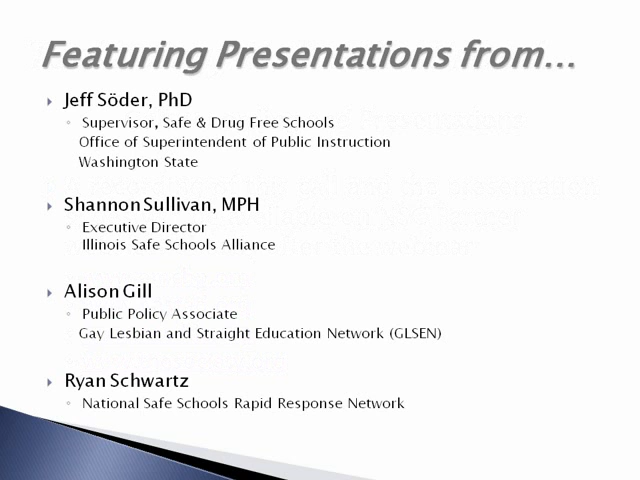 Featuring Presentations from…
Jeff Söder, PhD
Supervisor, Safe & Drug Free Schools
Office of Superintendent of Public Instruction
Washington State
Shannon Sullivan, MPH
Executive Director
Illinois Safe Schools Alliance
Alison Gill
Public Policy Associate
Gay Lesbian and Straight Education Network (GLSEN)
Ryan Schwartz
National Safe Schools Rapid Response Network